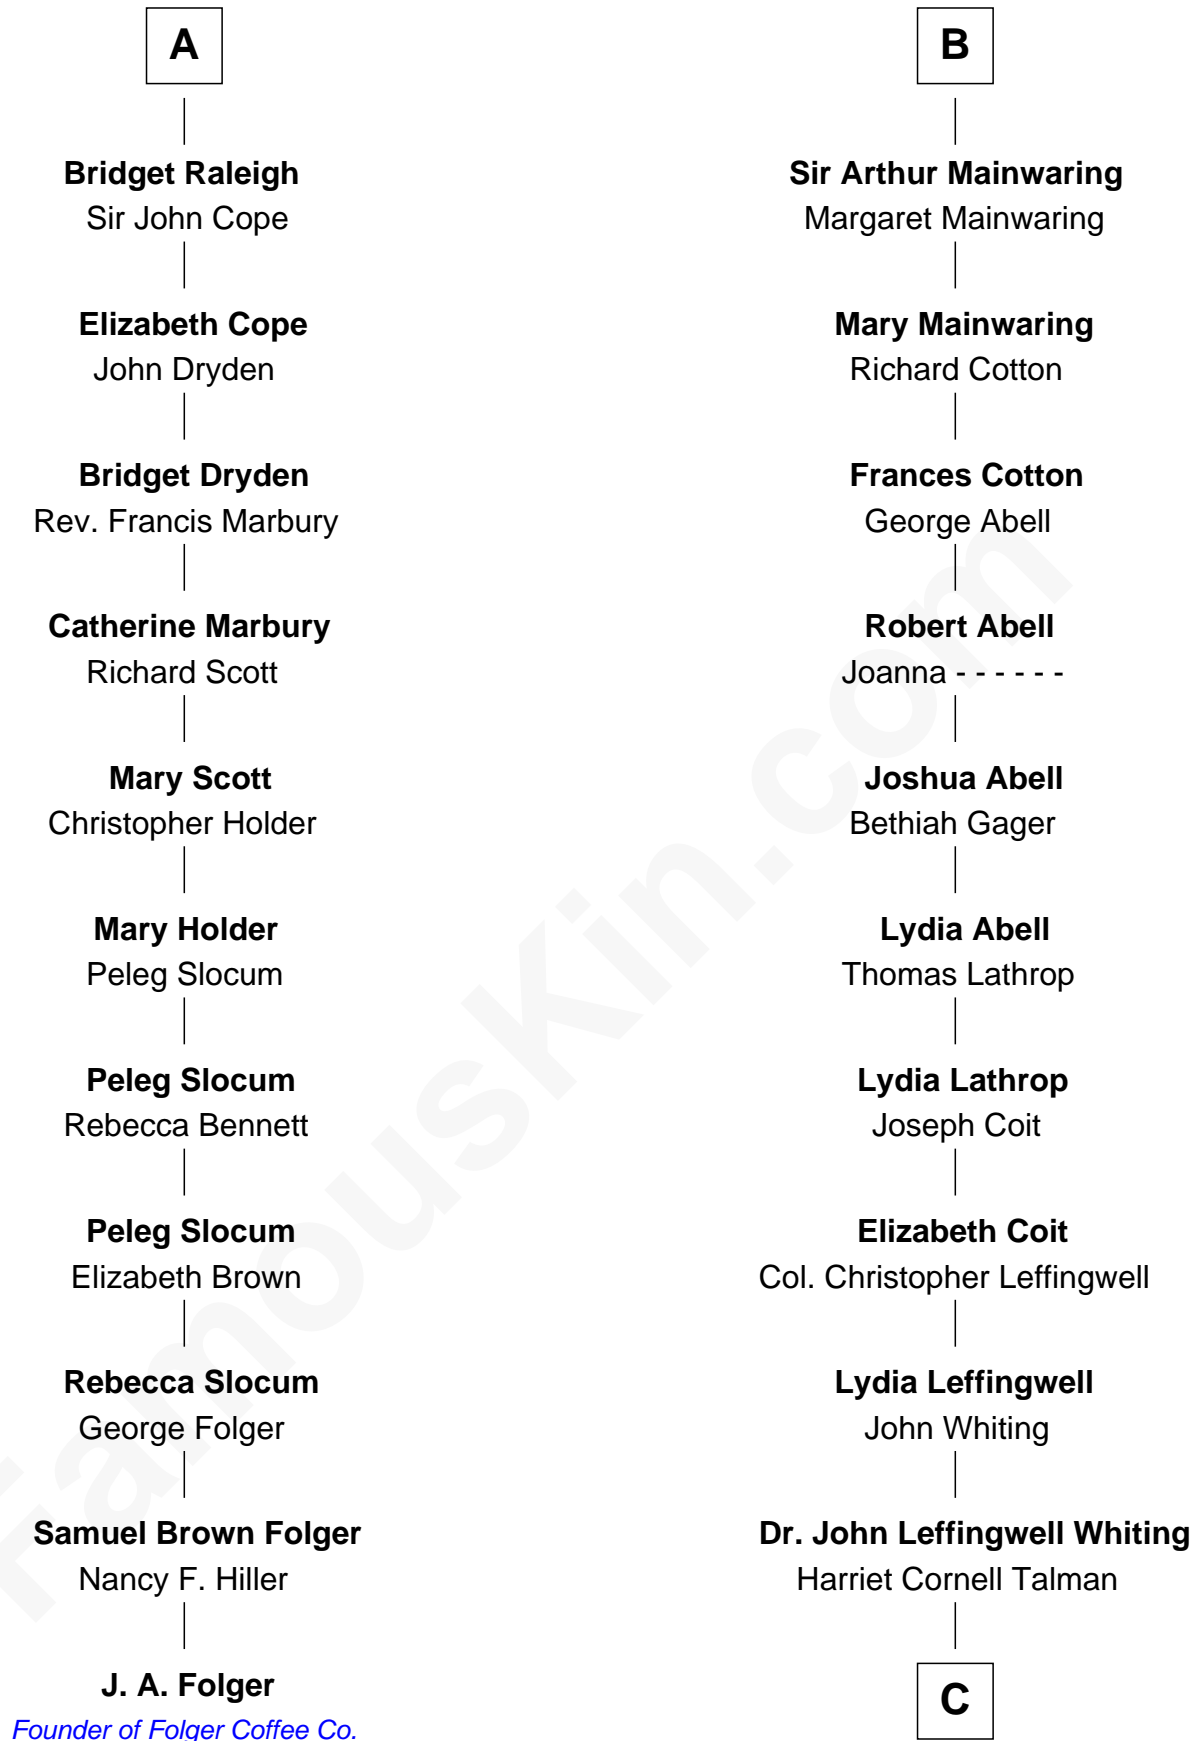 A
Bridget Raleigh
Sir John Cope
Elizabeth Cope
John Dryden
Bridget Dryden
Rev. Francis Marbury
Catherine Marbury
Richard Scott
Mary Scott
Christopher Holder
Mary Holder
Peleg Slocum
Peleg Slocum
Rebecca Bennett
Peleg Slocum
Elizabeth Brown
Rebecca Slocum
George Folger
Samuel Brown Folger
Nancy F. Hiller
J. A. Folger
Founder of Folger Coffee Co.
B
Sir Arthur Mainwaring
Margaret Mainwaring
Mary Mainwaring
Richard Cotton
Frances Cotton
George Abell
Robert Abell
Joanna - - - - - -
Joshua Abell
Bethiah Gager
Lydia Abell
Thomas Lathrop
Lydia Lathrop
Joseph Coit
Elizabeth Coit
Col. Christopher Leffingwell
Lydia Leffingwell
John Whiting
Dr. John Leffingwell Whiting
Harriet Cornell Talman
C
FamousKin.com